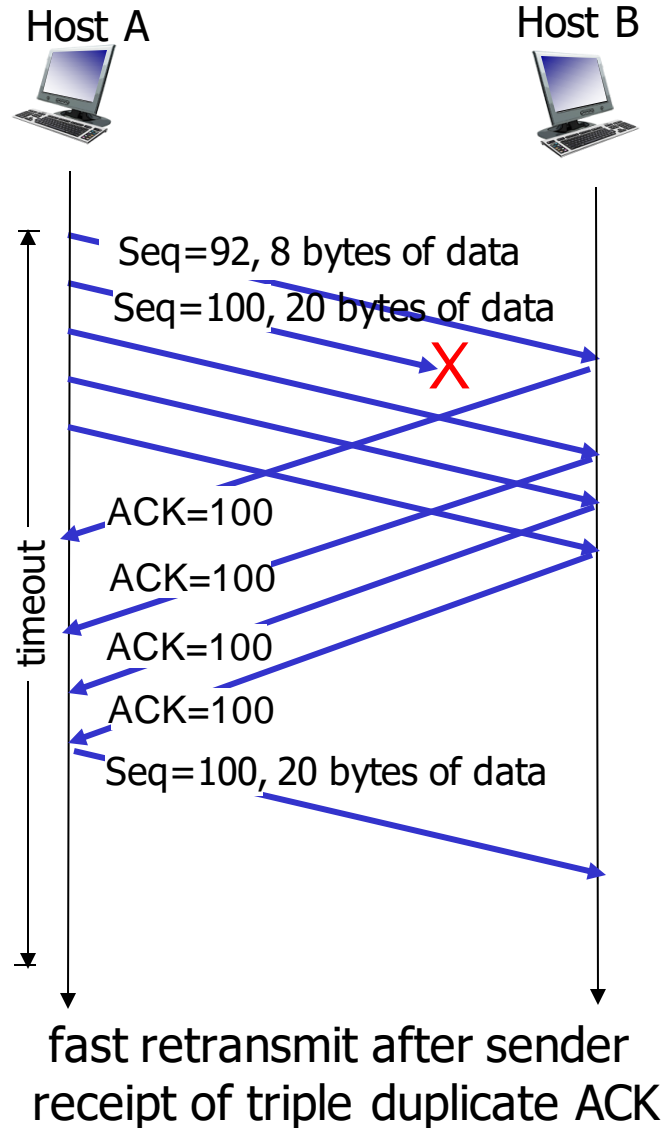 Host A
Host B
Seq=92, 8 bytes of data
Seq=100, 20 bytes of data
X
timeout
ACK=100
ACK=100
ACK=100
ACK=100
Seq=100, 20 bytes of data
fast retransmit after sender
receipt of triple duplicate ACK